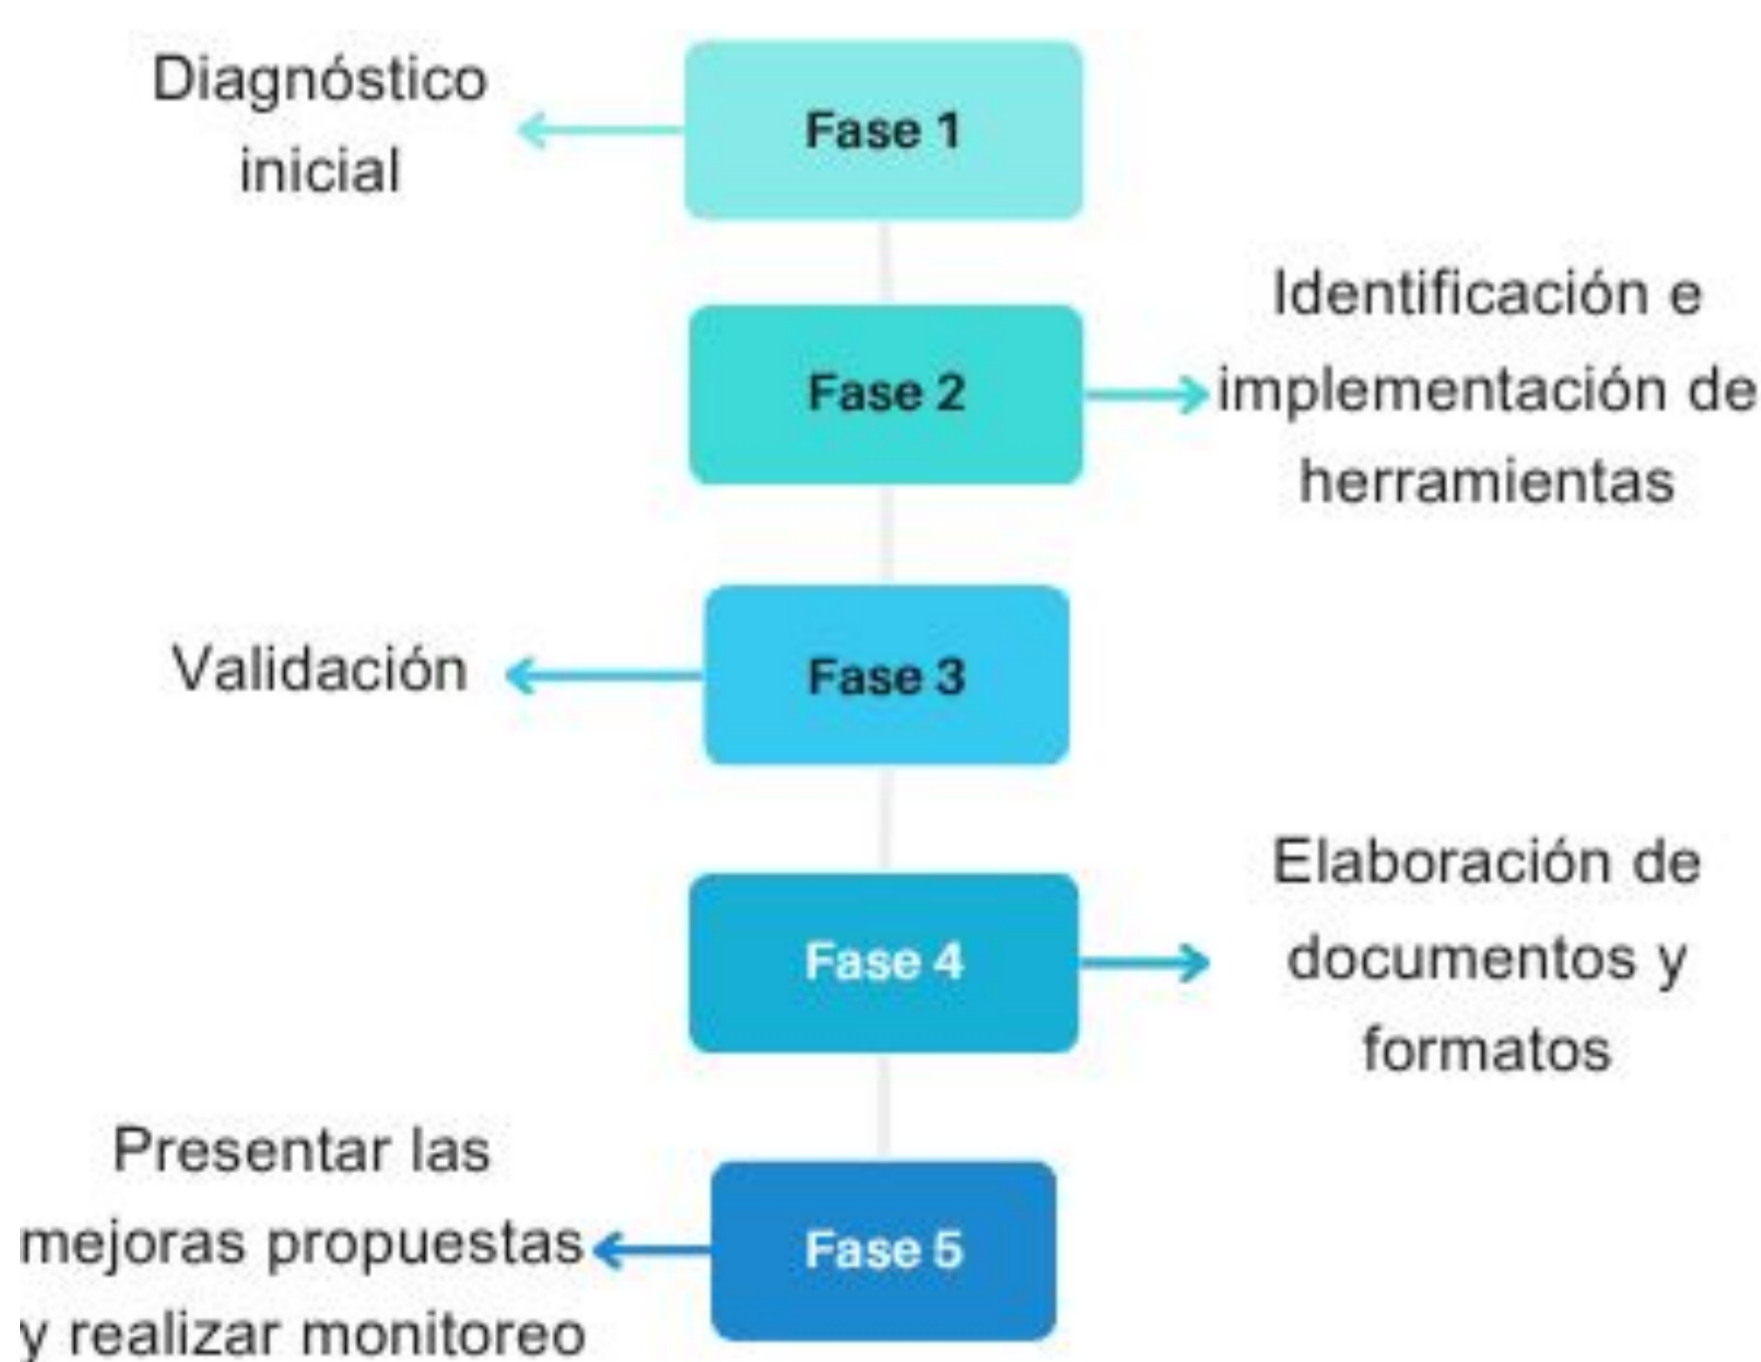 Diagnóstico
inicial
Fase 1
Fase 2
Identificación e
implementación de
herramientas
Validación
Fase 3
Fase 4
Elaboración de
documentos y
formatos
Presentar las
mejoras propuestas
y realizar monitoreo
Fase 5